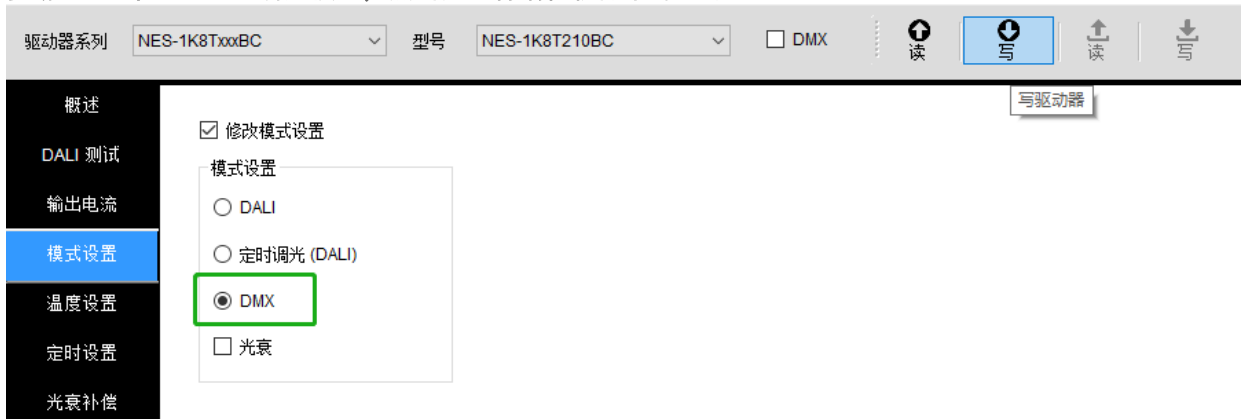 驱动器系列 NES-1K8TxxxBC 型号 NES-1K8T210BC DMX 读 写 读 写
写驱动器
概述
DALI 测试
输出电流
模式设置
温度设置
定时设置
光衰补偿
修改模式设置
模式设置
DALI
定时调光 (DALI)
DMX
光衰